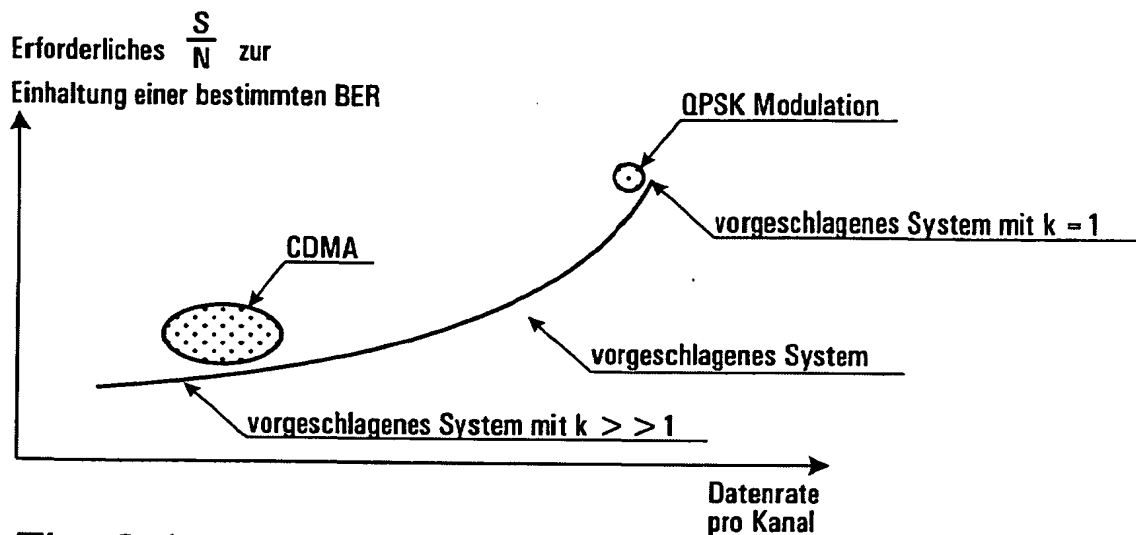 Erforderliches S/N zur
Einhaltung einer bestimmten BER
QPSK Modulation
vorgeschlagenes System mit k = 1
CDMA
vorgeschlagenes System
vorgeschlagenes System mit k > > 1
Datenrate
pro Kanal